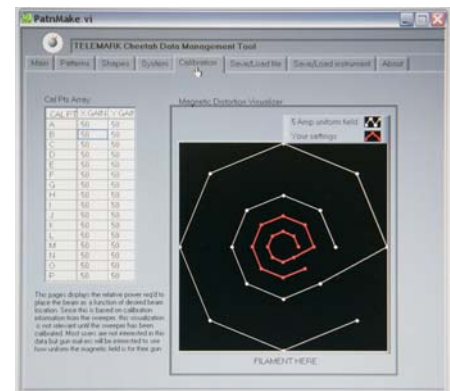 PatnMake.vi
TELEMARK Cheetah Data Management Tool
Main Patterns Shapes System Calibration Save/Load file Save/Load instrument About
Cal Pts Array:
Magnetic Distortion Visualizer
CAL PT X GAIN Y GAIN
A 50 50
B 50 50
C 50 50
D 50 50
E 50 50
F 50 50
G 50 50
H 50 50
I 50 50
J 50 50
K 50 50
L 50 50
M 50 50
N 50 50
O 50 50
P 50 50
5 Amp uniform field
Your settings
This pages displays the relative power req'd to
place the beam as a function of desired beam
location. Since this is based on calibration
information from the sweeper, this visualization
is not relevant until the sweeper has been
calibrated. Most users are not interested in this
data but gun makers will be interested to see
how uniform the magnetic field is for their gun
FILAMENT HERE